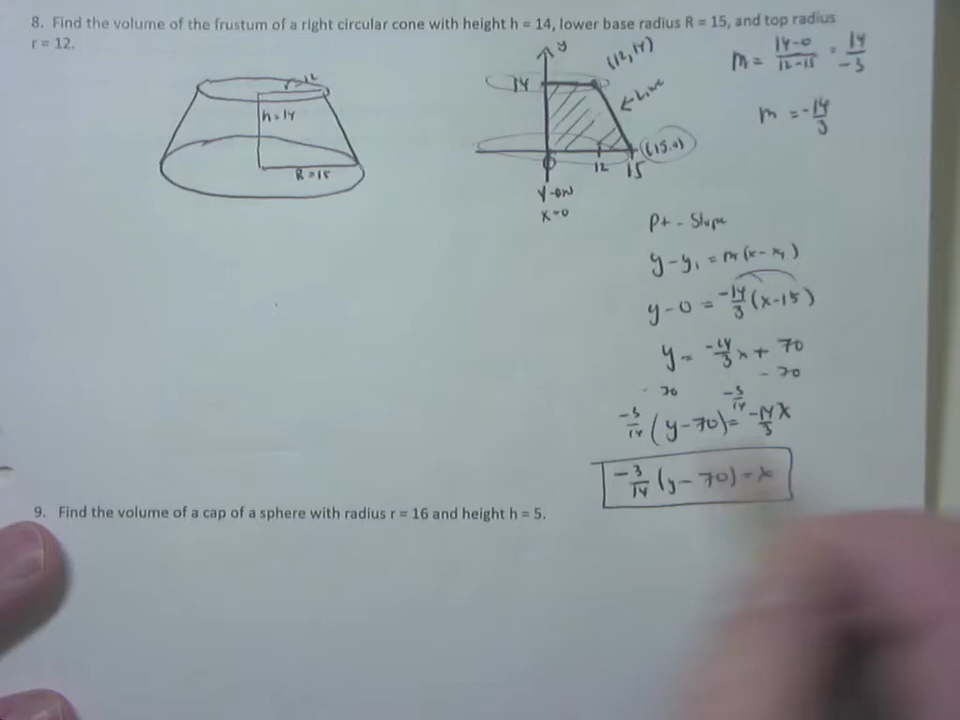 8. Find the volume of the frustum of a right circular cone with height h = 14, lower base radius R = 15, and top radius
r = 12.
r=12
h=14
R=15
y
14
(12,14)
← Line
(15,0)
0
12
15
y-axis
x=0
m = 14-0/12-15 = 14/-3
m = -14/3
Pt - Slope
y-y₁ = m(x-x₁)
y-0 = -14/3 (x-15)
y = -14/3 x + 70
-70 -70
-3/14 (y-70) = -3/14 -14/3 x
-3/14 (y-70) = x
9. Find the volume of a cap of a sphere with radius r = 16 and height h = 5.